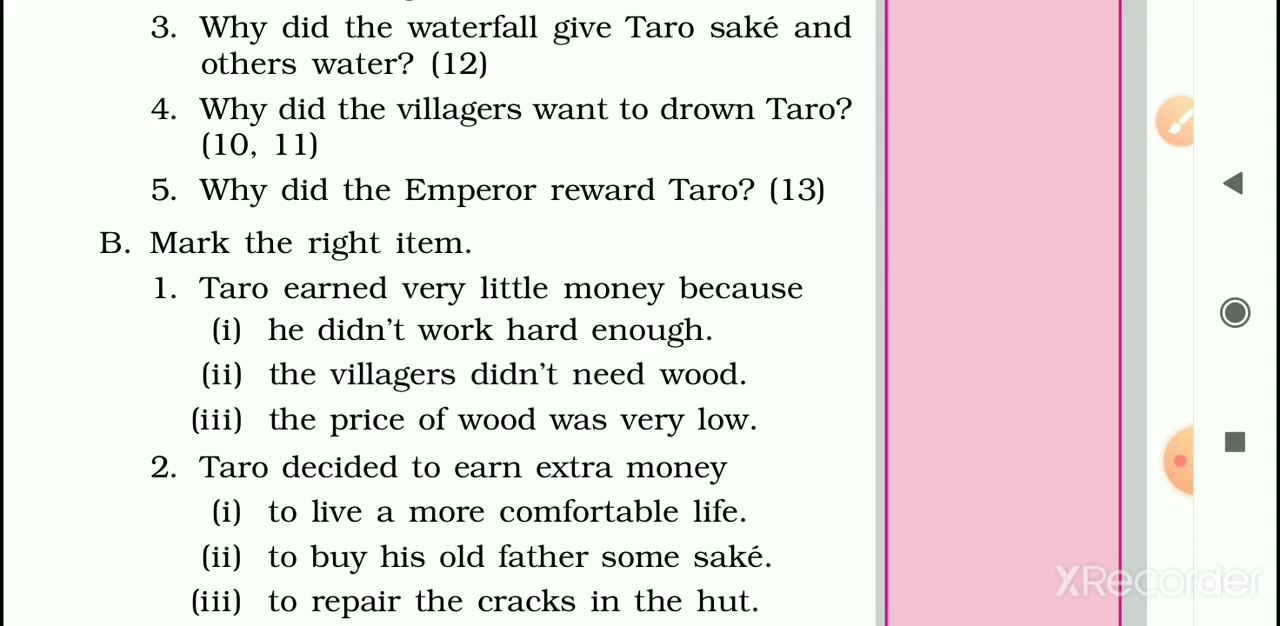 3. Why did the waterfall give Taro saké and
others water? (12)
4. Why did the villagers want to drown Taro?
(10, 11)
5. Why did the Emperor reward Taro? (13)
B. Mark the right item.
1. Taro earned very little money because
(i) he didn't work hard enough.
(ii) the villagers didn't need wood.
(iii) the price of wood was very low.
2. Taro decided to earn extra money
(i) to live a more comfortable life.
(ii) to buy his old father some saké.
(iii) to repair the cracks in the hut.
XRecorder